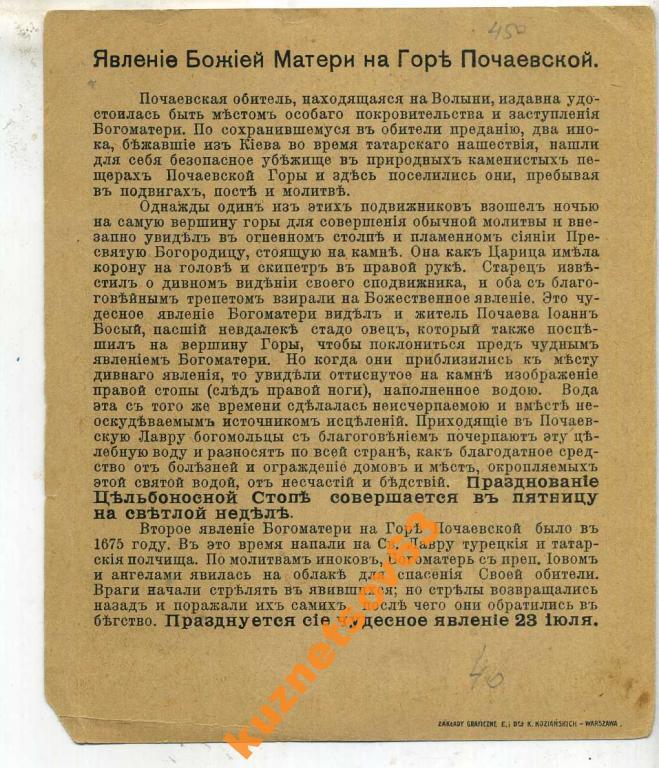 450
Явленіе Божіей Матери на Горѣ Почаевской.
Почаевская обитель, находящаяся на Волыни, издавна удо-
стоилась быть мѣстомъ особаго покровительства и заступленія
Богоматери. По сохранившемуся въ обители преданію, два ино-
ка, бѣжавшіе изъ Кіева во время татарскаго нашествія, нашли
для себя безопасное убѣжище въ природныхъ каменистыхъ пе-
щерахъ Почаевской Горы и здѣсь поселились они, пребывая
въ подвигахъ, постѣ и молитвѣ.
Однажды одинъ изъ этихъ подвижниковъ взошелъ ночью
на самую вершину горы для совершенія обычной молитвы и вне-
запно увидѣлъ въ огненномъ столпѣ и пламенномъ сіяніи Пре-
святую Богородицу, стоящую на камнѣ. Она какъ Царица имѣла
корону на головѣ и скипетръ въ правой рукѣ. Старецъ извѣ-
стилъ о дивномъ видѣніи своего сподвижника, и оба съ благо-
говѣйнымъ трепетомъ взирали на Божественное явленіе. Это чу-
десное явленіе Богоматери видѣлъ и житель Почаева Іоаннъ
Босый, пасшій невдалекѣ стадо овецъ, который также поспѣ-
шилъ на вершину Горы, чтобы поклониться предъ чуднымъ
явленіемъ Богоматери. Но когда они приблизились къ мѣсту
дивнаго явленія, то увидѣли оттиснутое на камнѣ изображеніе
правой стопы (слѣдъ правой ноги), наполненное водою. Вода
эта съ того же времени сдѣлалась неисчерпаемою и вмѣстѣ не-
оскудѣваемымъ источникомъ исцѣленій. Приходящіе въ Почаев-
скую Лавру богомольцы съ благоговѣніемъ почерпаютъ эту цѣ-
лебную воду и разносятъ по всей странѣ, какъ благодатное сред-
ство отъ болѣзней и огражденіе домовъ и мѣстъ, окропляемыхъ
этой святой водой, отъ несчастій и бѣдствій. Празднованіе
Цѣльбоносной Стопѣ совершается въ пятницу
на свѣтлой недѣлѣ.
Второе явленіе Богоматери на Горѣ Почаевской было въ
1675 году. Въ это время напали на Св. Лавру турецкія и татар-
скія полчища. По молитвамъ иноковъ, Богоматерь съ преп. Іовомъ
и ангелами явилась на облакѣ для спасенія Своей обители.
Враги начали стрѣлять въ явившихся; но стрѣлы возвращались
назадъ и поражали ихъ самихъ, послѣ чего они обратились въ
бѣгство. Празднуется сіе чудесное явленіе 23 іюля.
40
ZAKŁADY GRAFICZNE E. i Dra K. KOZIAŃSKICH – WARSZAWA.
kuznetsov63